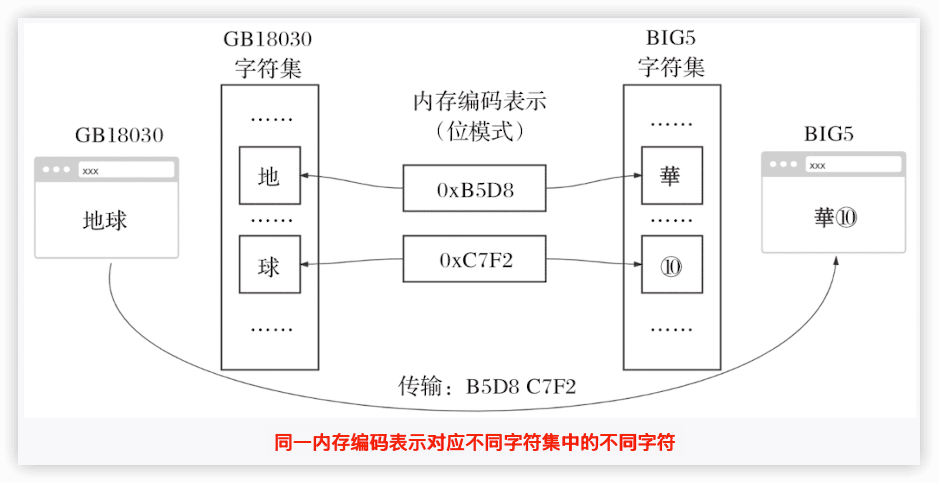 GB18030
字符集
BIG5
字符集
内存编码表示
（位模式）
GB18030
BIG5
xxx
xxx
……
……
地
0xB5D8
華
地球
華⑩
……
……
球
0xC7F2
⑩
……
……
传输：B5D8 C7F2
同一内存编码表示对应不同字符集中的不同字符